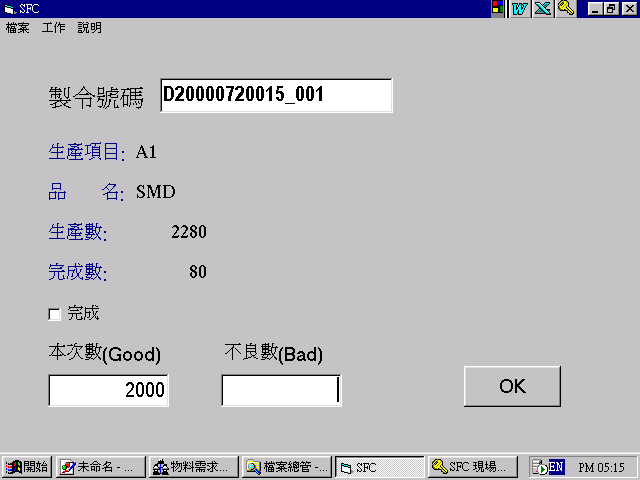 SFC
檔案 工作 說明
製令號碼 D20000720015_001
生產項目: A1
品 名: SMD
生產數: 2280
完成數: 80
完成
本次數(Good) 不良數(Bad)
2000
OK
開始 未命名 - ... 物料需求... 檔案總管 -... SFC SFC 現場... EN PM 05:15